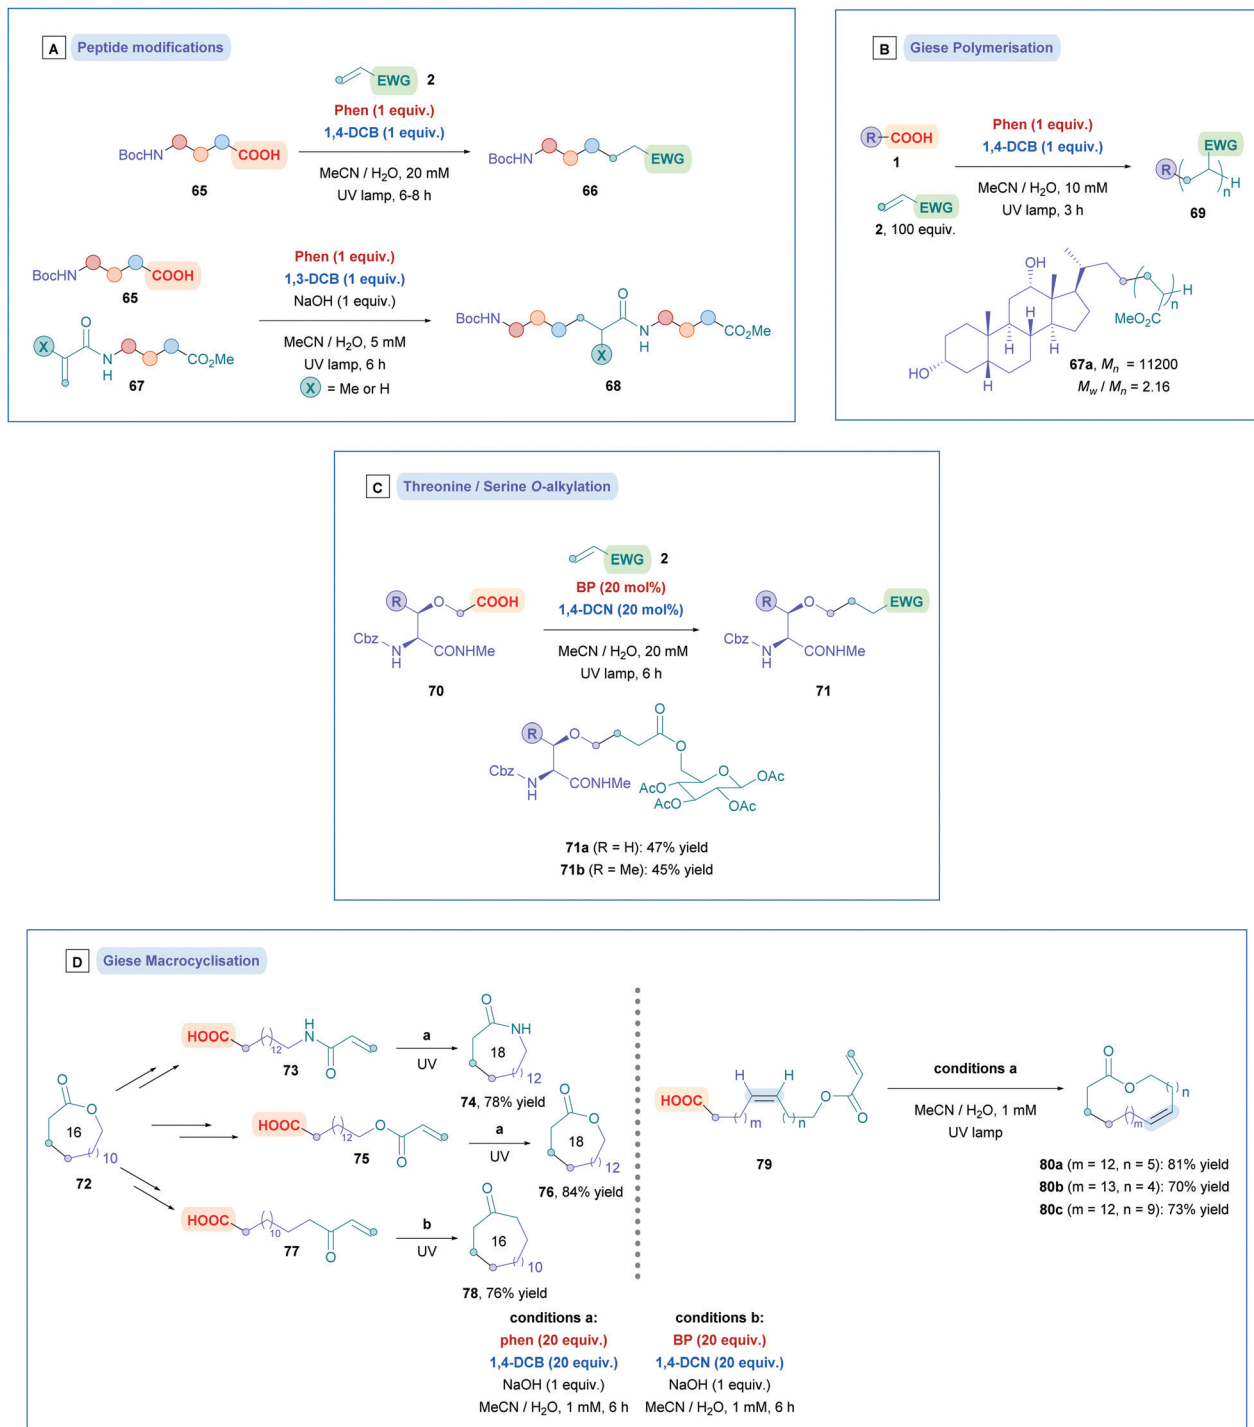 A Peptide modifications
EWG 2
Phen (1 equiv.)
1,4-DCB (1 equiv.)
BocHN COOH
65
MeCN / H₂O, 20 mM
UV lamp, 6-8 h
BocHN EWG
66
BocHN COOH
65
O
X N H CO₂Me
67
Phen (1 equiv.)
1,3-DCB (1 equiv.)
NaOH (1 equiv.)
MeCN / H₂O, 5 mM
UV lamp, 6 h
X = Me or H
BocHN O N H X CO₂Me
68
B Giese Polymerisation
R COOH
1
EWG
2, 100 equiv.
Phen (1 equiv.)
1,4-DCB (1 equiv.)
MeCN / H₂O, 10 mM
UV lamp, 3 h
EWG
R ( )n H
69
OH
H
n
MeO₂C
H H H
HO H
67a, Mn = 11200
Mw / Mn = 2.16
C Threonine / Serine O-alkylation
EWG 2
BP (20 mol%)
1,4-DCN (20 mol%)
MeCN / H₂O, 20 mM
UV lamp, 6 h
R O COOH
Cbz N H CONHMe
70
R O EWG
Cbz N H CONHMe
71
R O O O
Cbz N H CONHMe
O OAc
AcO AcO OAc
71a (R = H): 47% yield
71b (R = Me): 45% yield
D Giese Macrocyclisation
O
O
16
10
72
HOOC 12 H N O
73
a
UV
O
NH
18
12
74, 78% yield
HOOC 12 O O
75
a
UV
O
O
18
12
76, 84% yield
HOOC 10 O
77
b
UV
O
16
10
78, 76% yield
HOOC m H H n O O
79
conditions a
MeCN / H₂O, 1 mM
UV lamp
O
O
n
m
80a (m = 12, n = 5): 81% yield
80b (m = 13, n = 4): 70% yield
80c (m = 12, n = 9): 73% yield
conditions a:
phen (20 equiv.)
1,4-DCB (20 equiv.)
NaOH (1 equiv.)
MeCN / H₂O, 1 mM, 6 h
conditions b:
BP (20 equiv.)
1,4-DCN (20 equiv.)
NaOH (1 equiv.)
MeCN / H₂O, 1 mM, 6 h